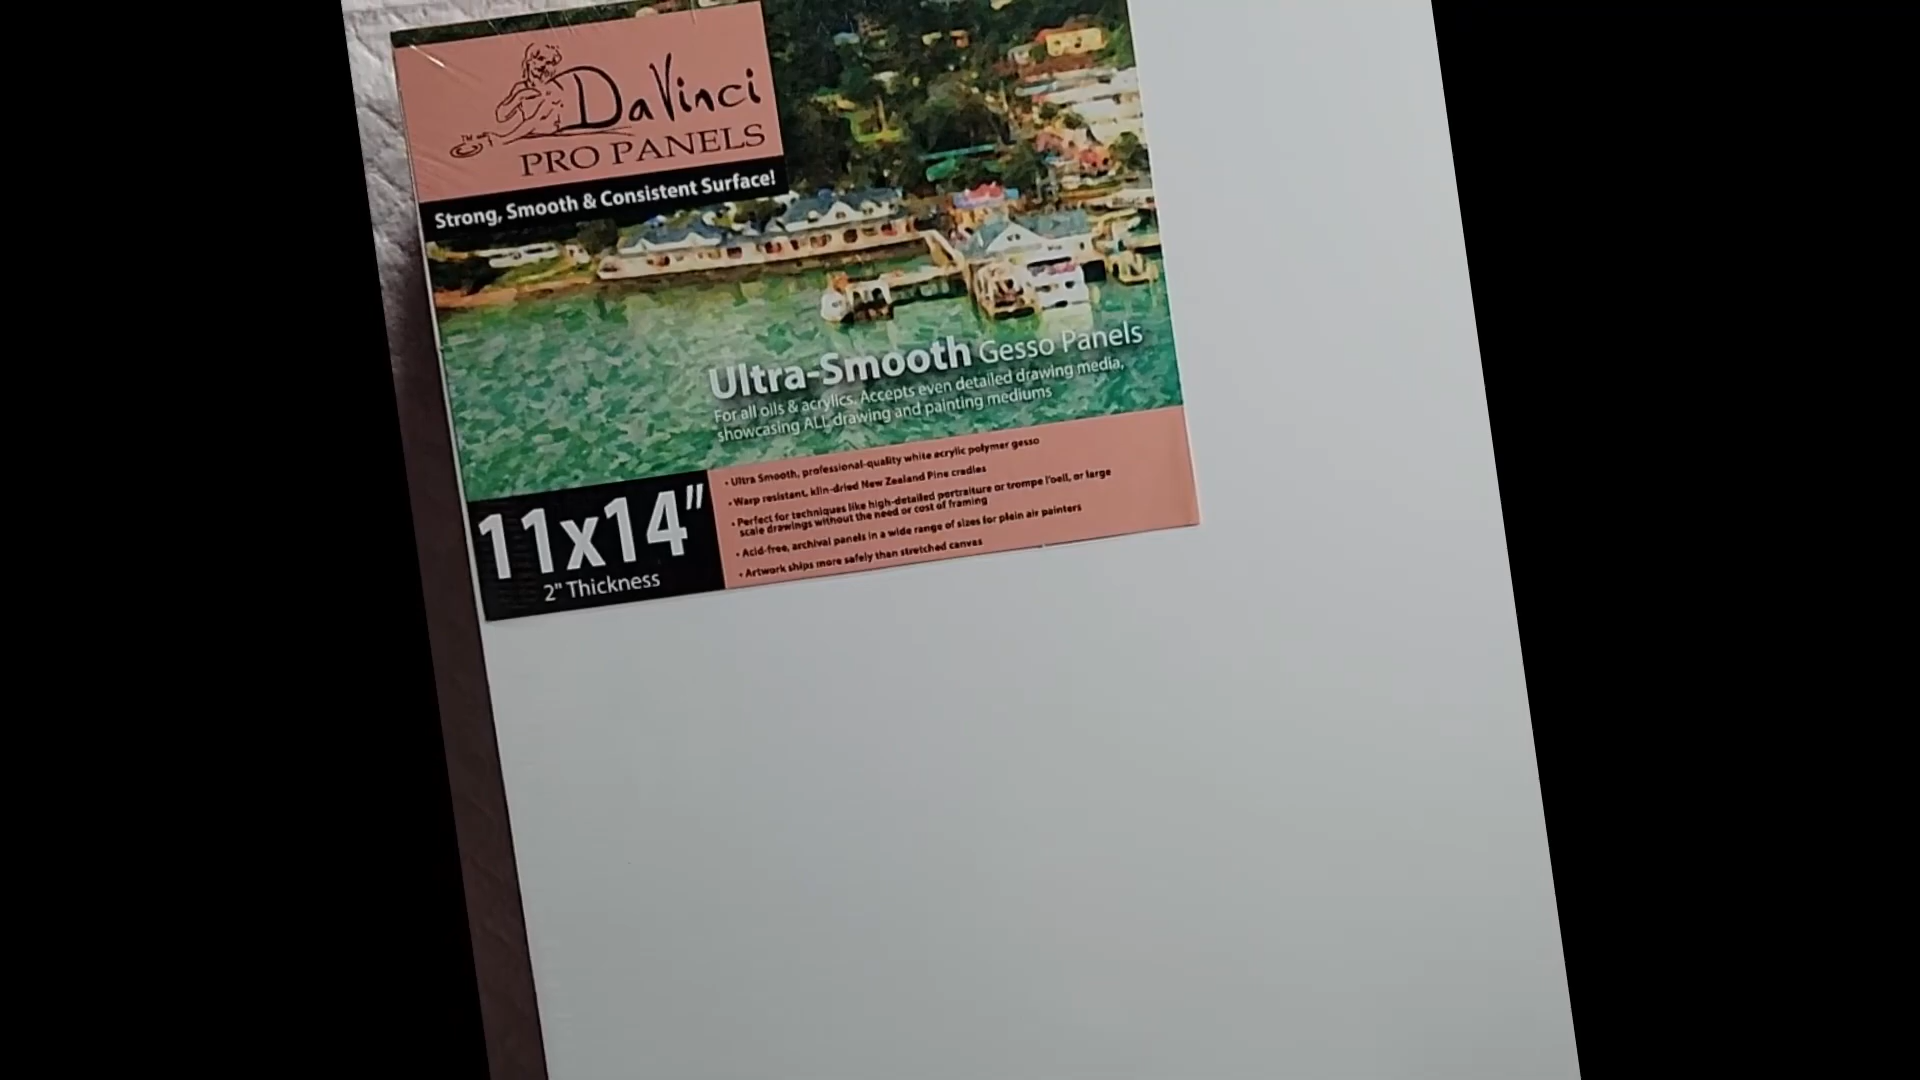 DaVinci
TM
PRO PANELS
Strong, Smooth & Consistent Surface!
Ultra-Smooth Gesso Panels
For all oils & acrylics. Accepts even detailed drawing media,
showcasing ALL drawing and painting mediums
11x14"
2" Thickness
• Ultra Smooth, professional-quality white acrylic polymer gesso
• Warp resistant, kiln-dried New Zealand Pine cradles
• Perfect for techniques like high-detailed portraiture or trompe l'oeil, or large
scale drawings without the need or cost of framing
• Acid-free, archival panels in a wide range of sizes for plein air painters
• Artwork ships more safely than stretched canvas